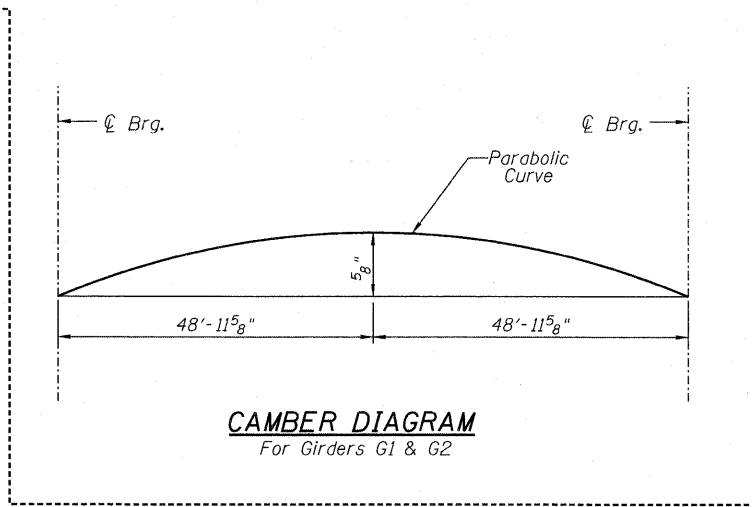 ℄ Brg.
℄ Brg.
Parabolic
Curve
5/8"
48'-11 5/8"
48'-11 5/8"
CAMBER DIAGRAM
For Girders G1 & G2